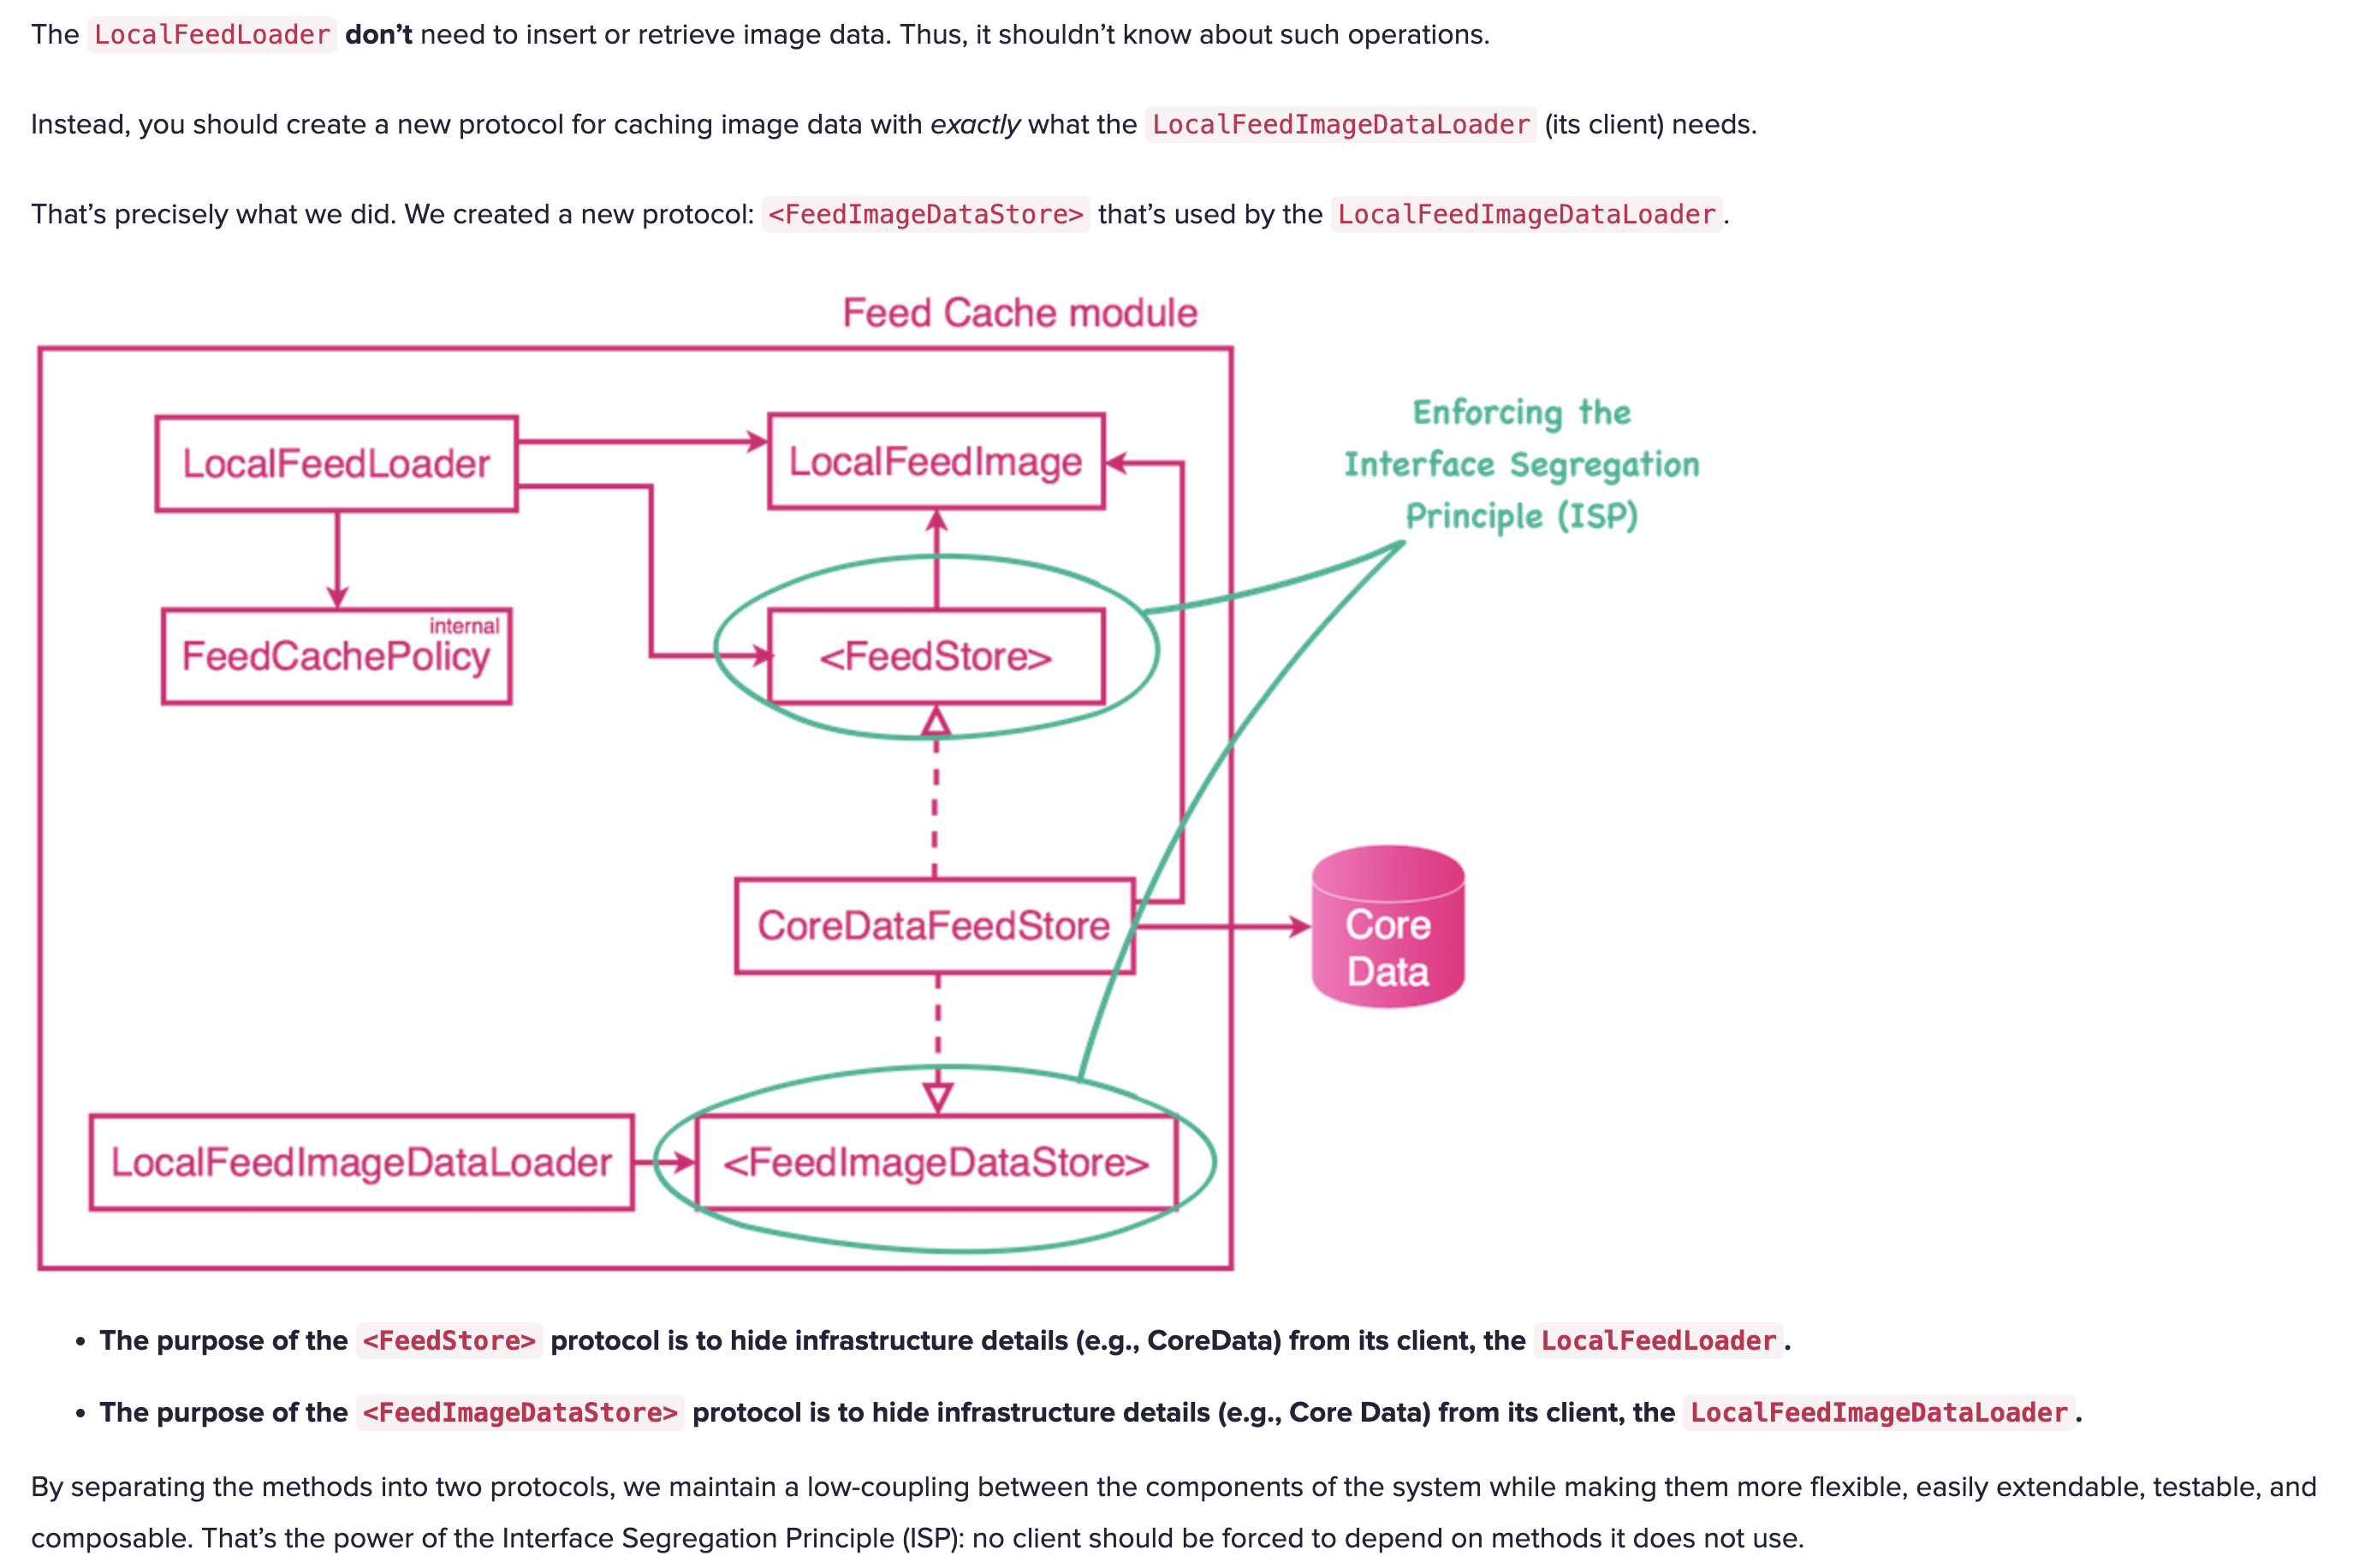 The LocalFeedLoader don’t need to insert or retrieve image data. Thus, it shouldn’t know about such operations.
Instead, you should create a new protocol for caching image data with exactly what the LocalFeedImageDataLoader (its client) needs.
That’s precisely what we did. We created a new protocol: <FeedImageDataStore> that’s used by the LocalFeedImageDataLoader.
Feed Cache module
LocalFeedLoader
LocalFeedImage
Enforcing the
Interface Segregation
Principle (ISP)
internal
FeedCachePolicy
<FeedStore>
CoreDataFeedStore
Core
Data
LocalFeedImageDataLoader
<FeedImageDataStore>
• The purpose of the <FeedStore> protocol is to hide infrastructure details (e.g., CoreData) from its client, the LocalFeedLoader.
• The purpose of the <FeedImageDataStore> protocol is to hide infrastructure details (e.g., Core Data) from its client, the LocalFeedImageDataLoader.
By separating the methods into two protocols, we maintain a low-coupling between the components of the system while making them more flexible, easily extendable, testable, and
composable. That’s the power of the Interface Segregation Principle (ISP): no client should be forced to depend on methods it does not use.